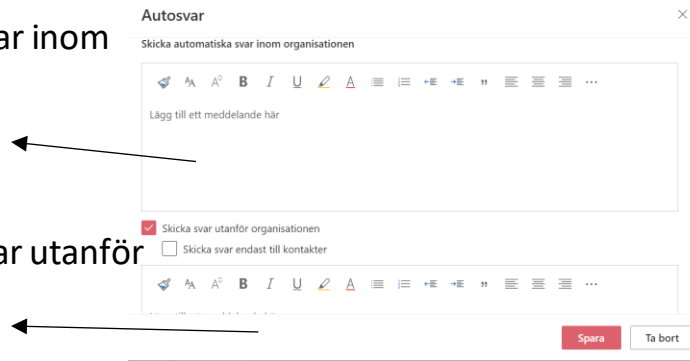 Autosvar
ar inom
Skicka automatiska svar inom organisationen
B I U A
Lägg till ett meddelande här
Skicka svar utanför organisationen
ar utanför
Skicka svar endast till kontakter
B I U A
Spara
Ta bort